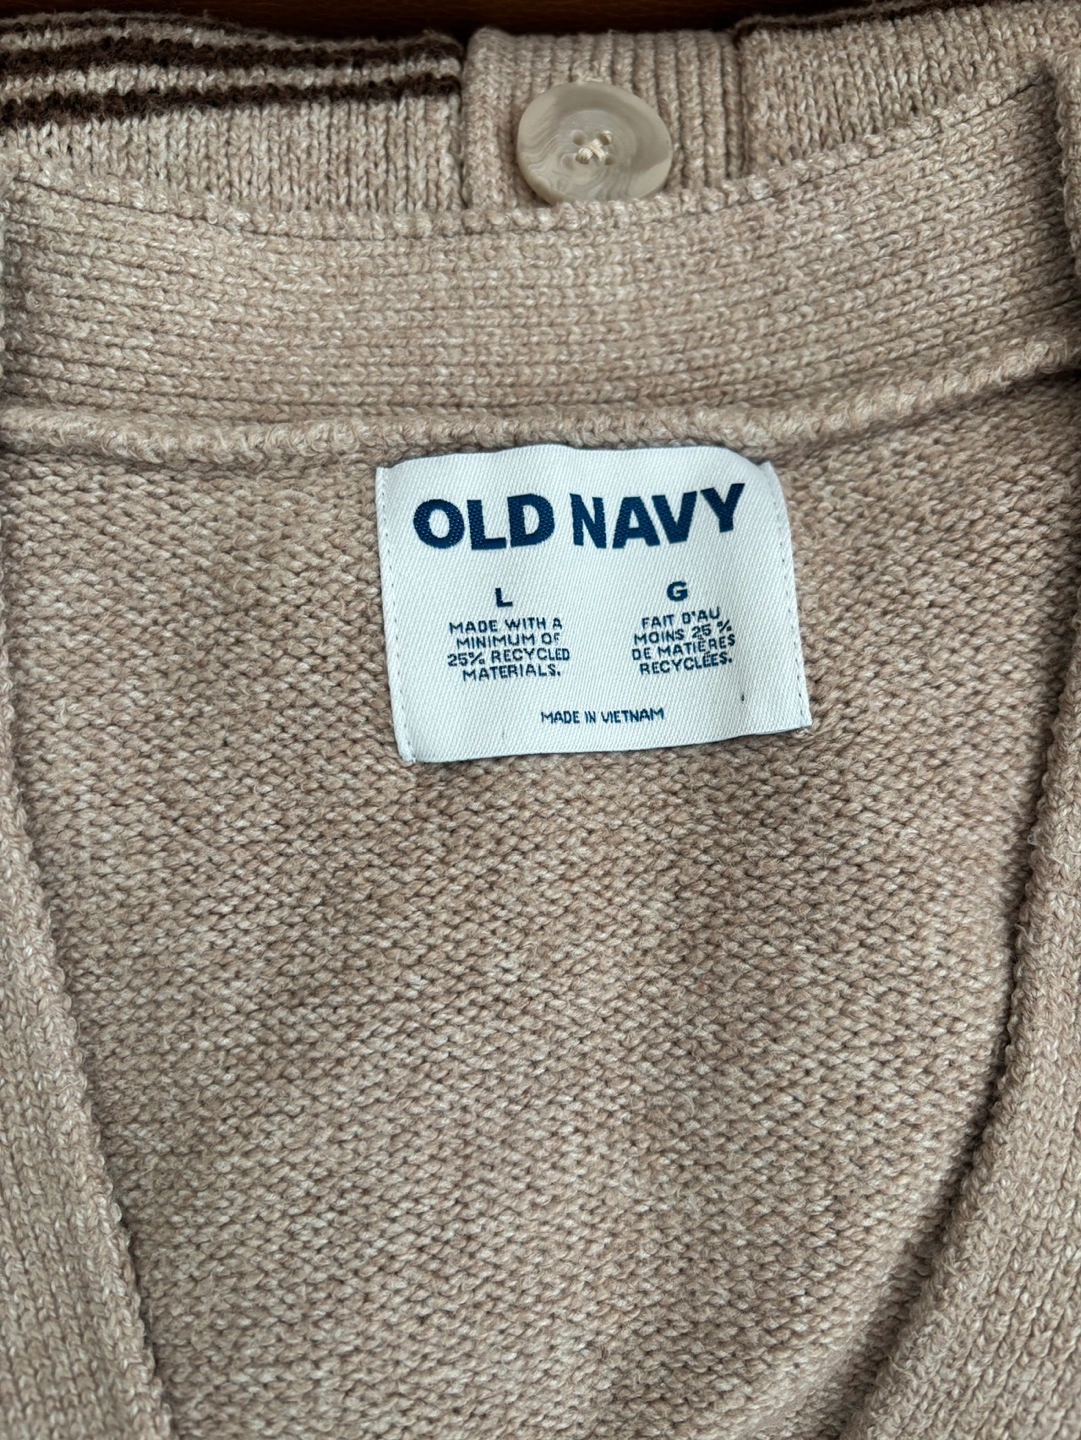 OLD NAVY
L
MADE WITH A
MINIMUM OF
25% RECYCLED
MATERIALS.
G
FAIT D'AU
MOINS 25 %
DE MATIÈRES
RECYCLÉES.
MADE IN VIETNAM